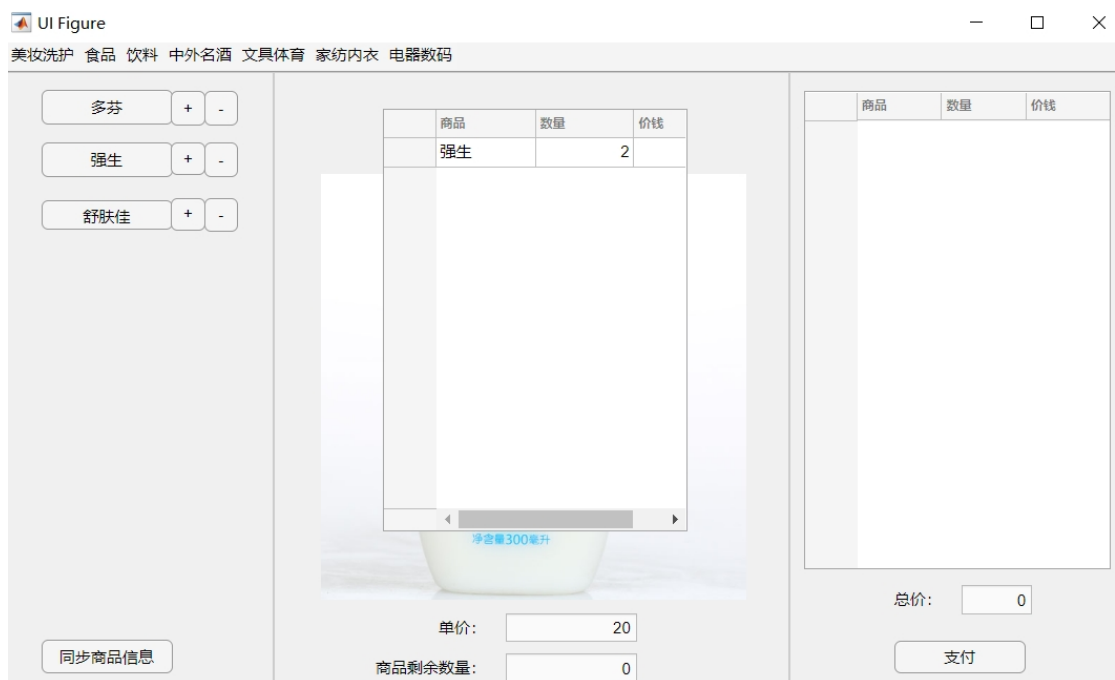 UI Figure
美妆洗护 食品 饮料 中外名酒 文具体育 家纺内衣 电器数码
多芬 + -
强生 + -
舒肤佳 + -
同步商品信息
商品 数量 价钱
强生 2
净含量300毫升
单价: 20
商品剩余数量: 0
商品 数量 价钱
总价: 0
支付